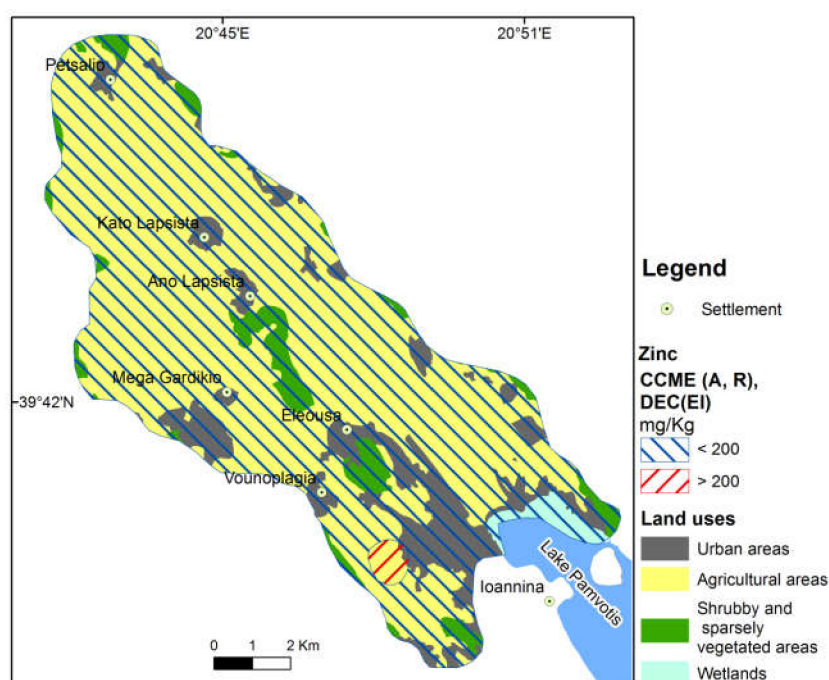 20°45'E
20°51'E
Petsalio
Kato Lapsista
Ano Lapsista
Mega Gardikio
39°42'N
Eleousa
Vounoplagia
Ioannina
Lake Pamvotis
0 1 2 Km
Legend
Settlement
Zinc
CCME (A, R),
DEC(EI)
mg/Kg
< 200
> 200
Land uses
Urban areas
Agricultural areas
Shrubby and
sparsely
vegetated areas
Wetlands